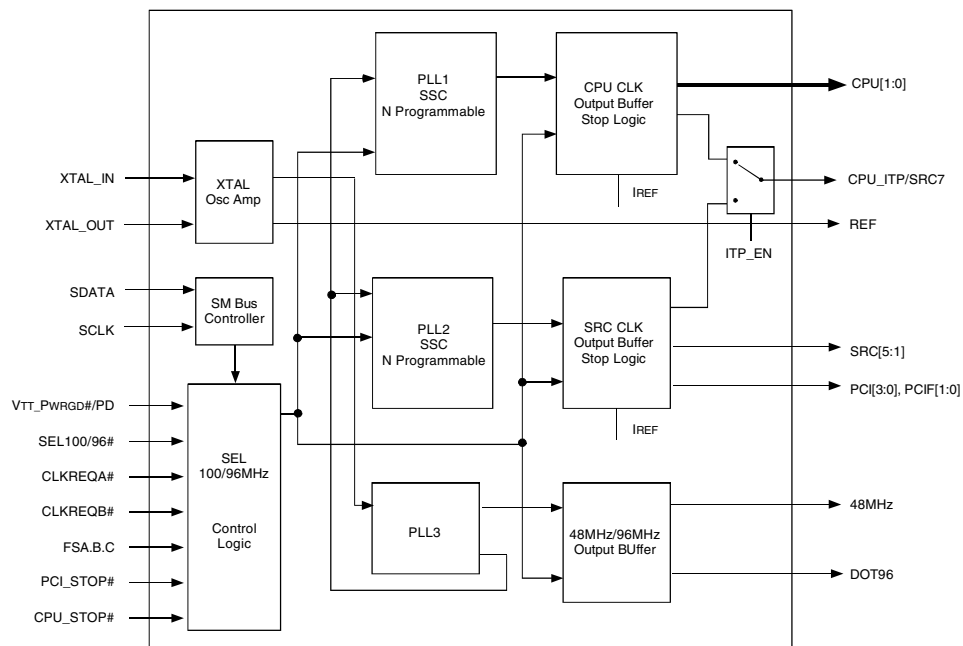 PLL1
SSC
N Programmable
CPU CLK
Output Buffer
Stop Logic
CPU[1:0]
XTAL_IN
XTAL_OUT
XTAL
Osc Amp
IREF
CPU_ITP/SRC7
REF
ITP_EN
SDATA
SCLK
SM Bus
Controller
PLL2
SSC
N Programmable
SRC CLK
Output Buffer
Stop Logic
SRC[5:1]
PCI[3:0], PCIF[1:0]
IREF
VTT_PWRGD#/PD
SEL100/96#
CLKREQA#
CLKREQB#
FSA.B.C
PCI_STOP#
CPU_STOP#
SEL
100/96MHz
Control
Logic
PLL3
48MHz/96MHz
Output BUffer
48MHz
DOT96